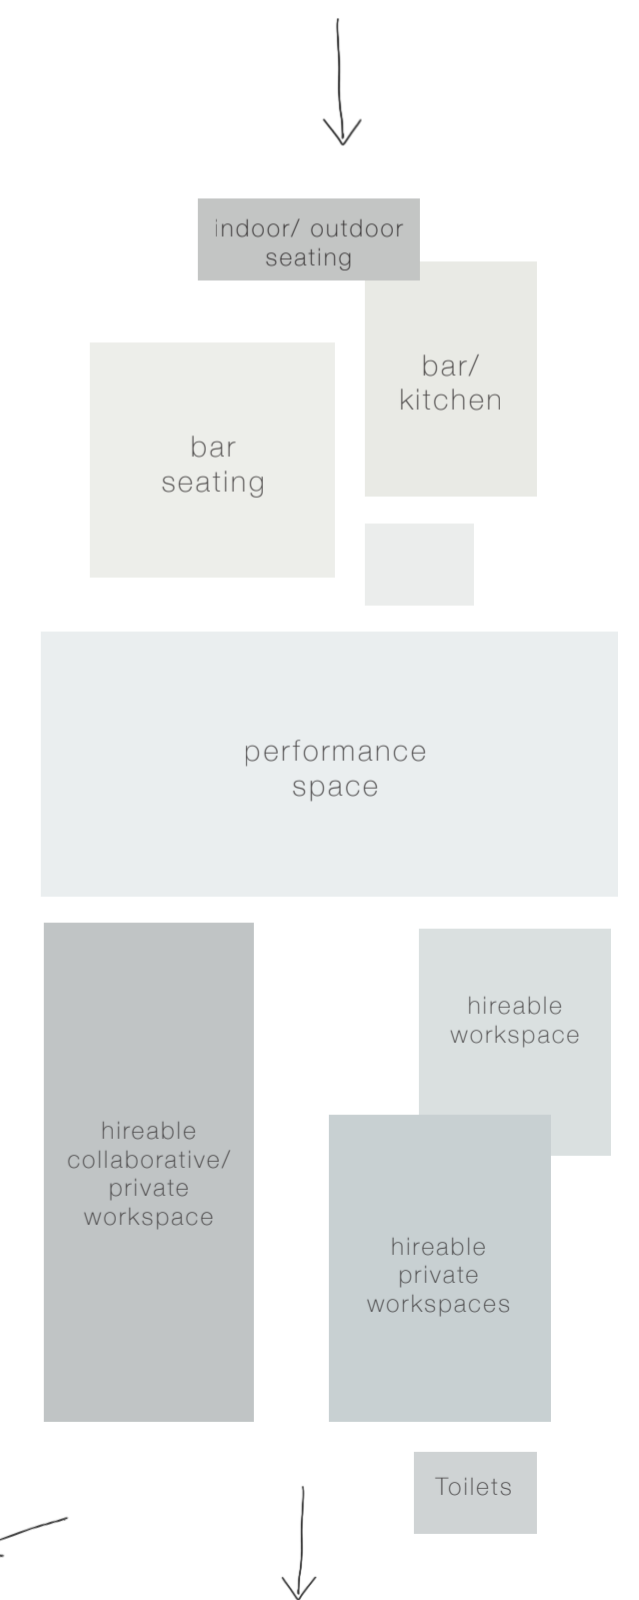 indoor/ outdoor
seating
bar/
kitchen
bar
seating
performance
space
hireable
workspace
hireable
collaborative/
private
workspace
hireable
private
workspaces
Toilets